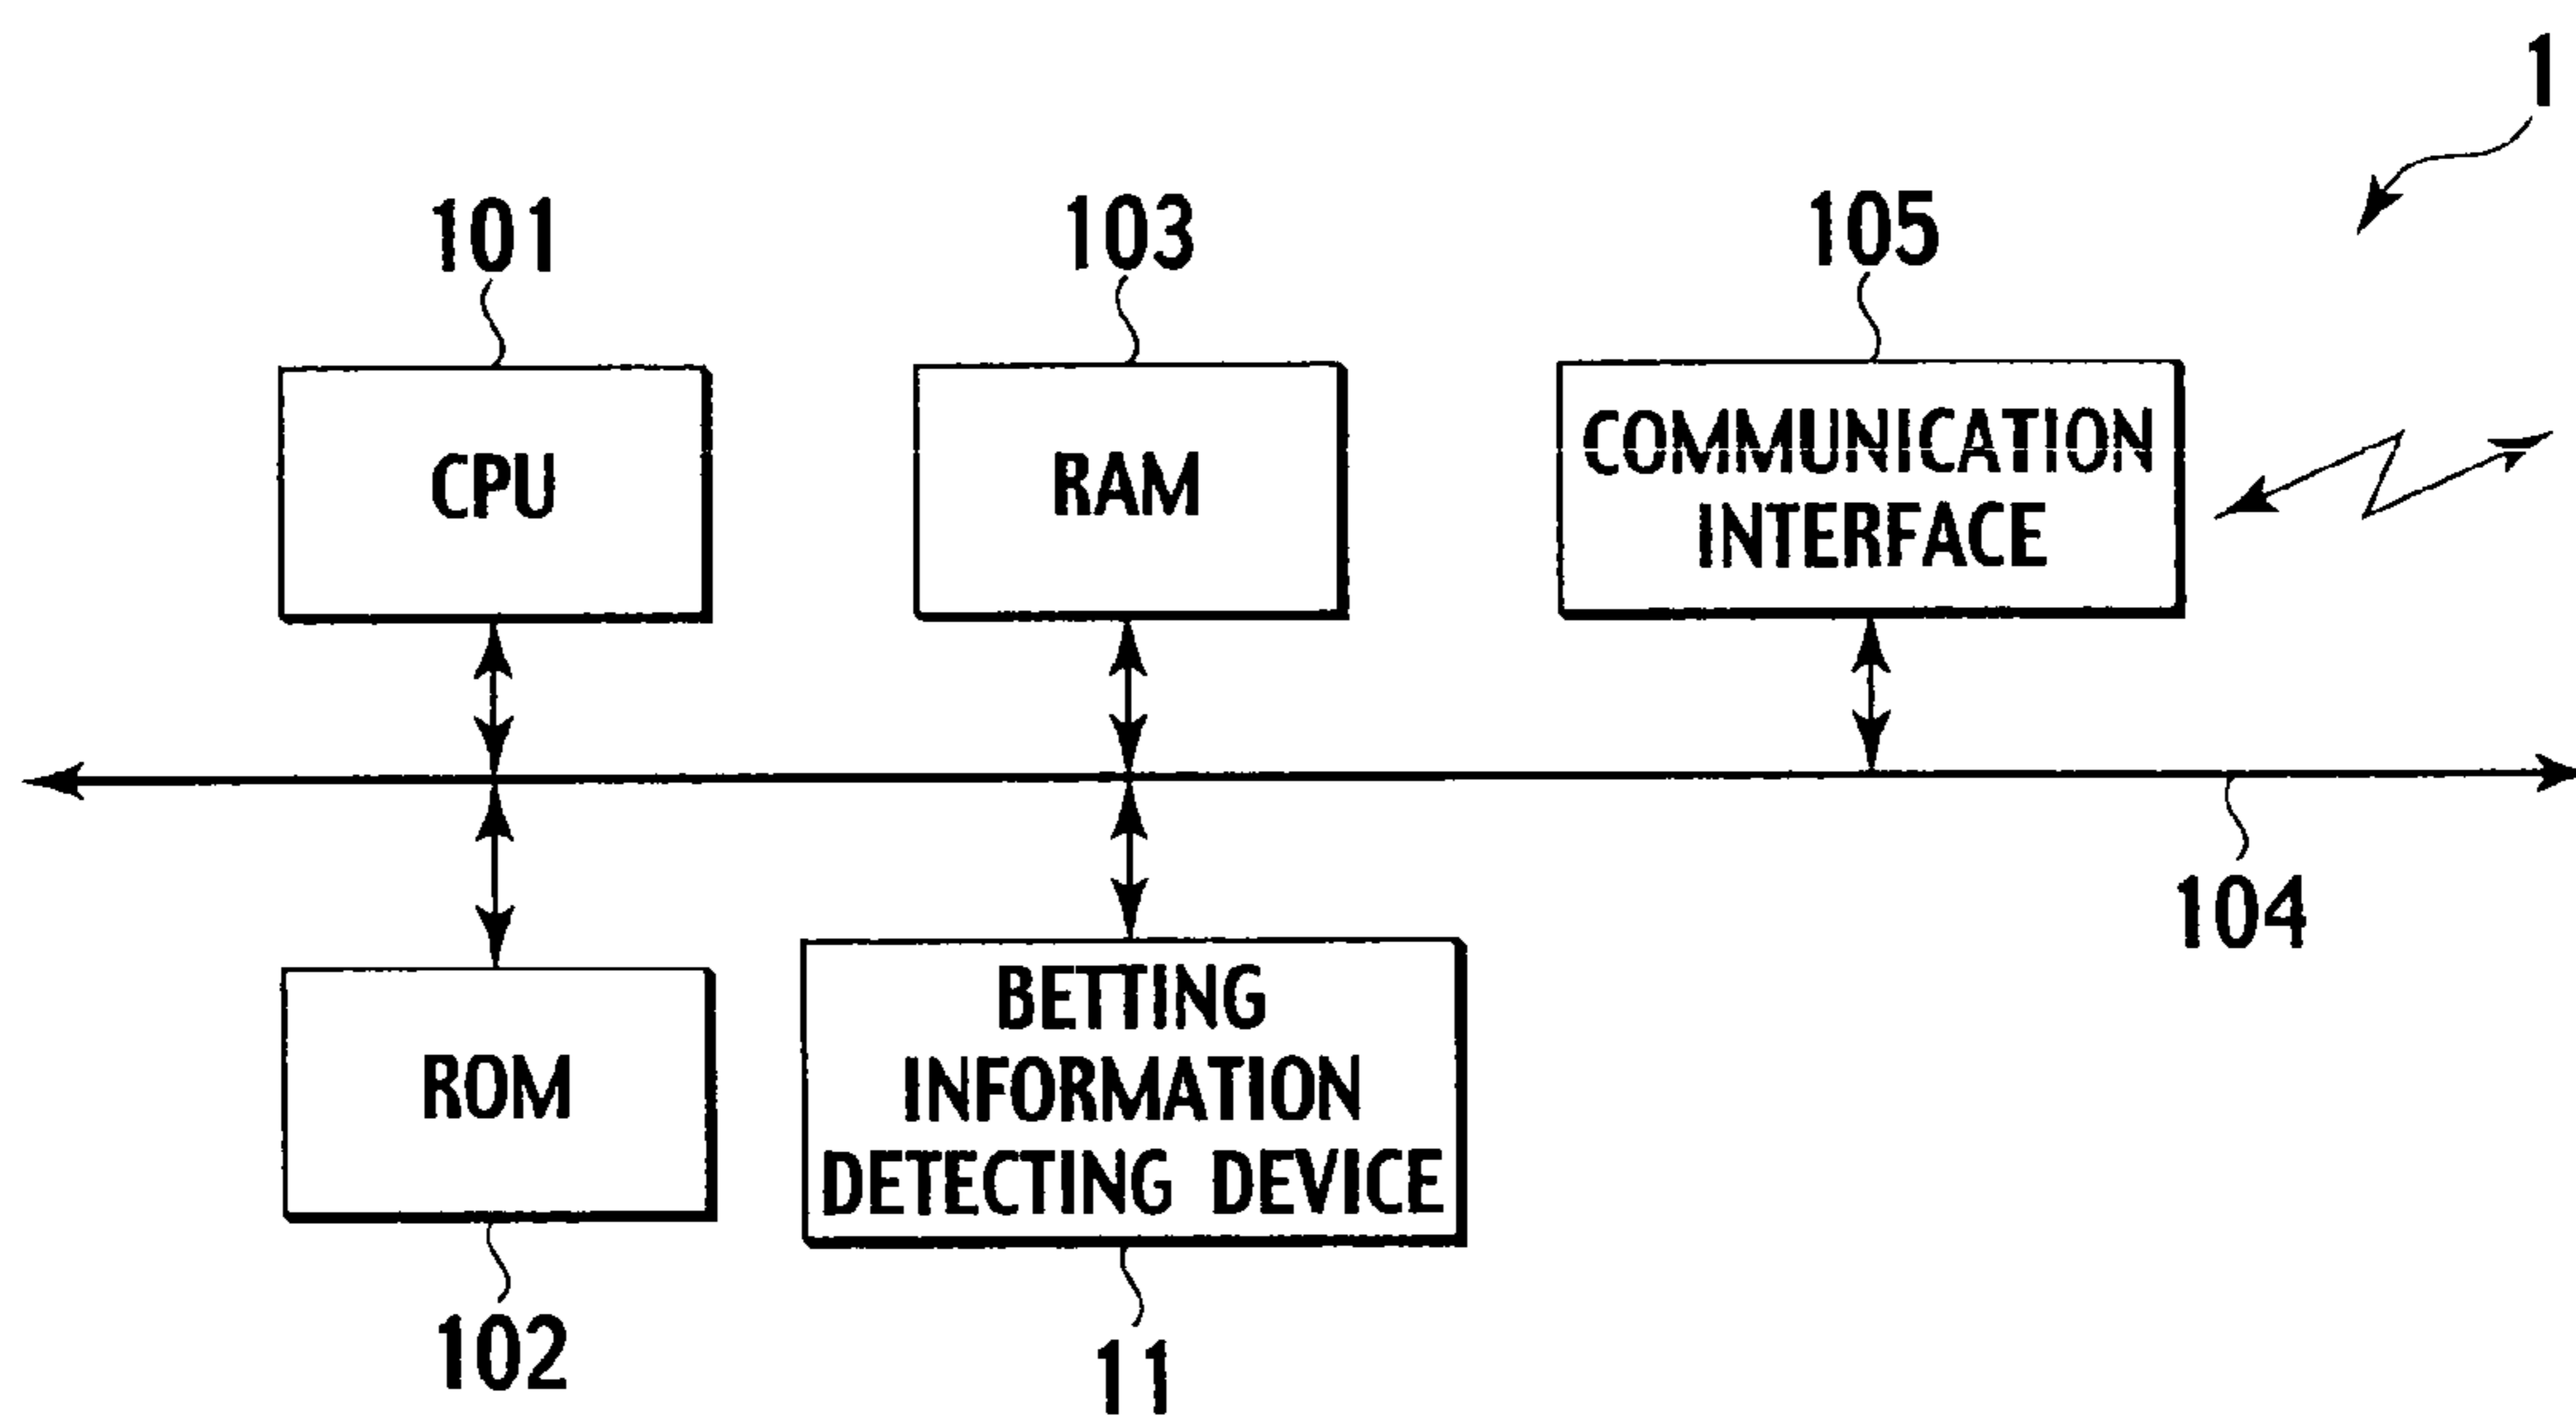 1
101
103
105
CPU
RAM
COMMUNICATION
INTERFACE
104
ROM
BETTING
INFORMATION
DETECTING DEVICE
102
11